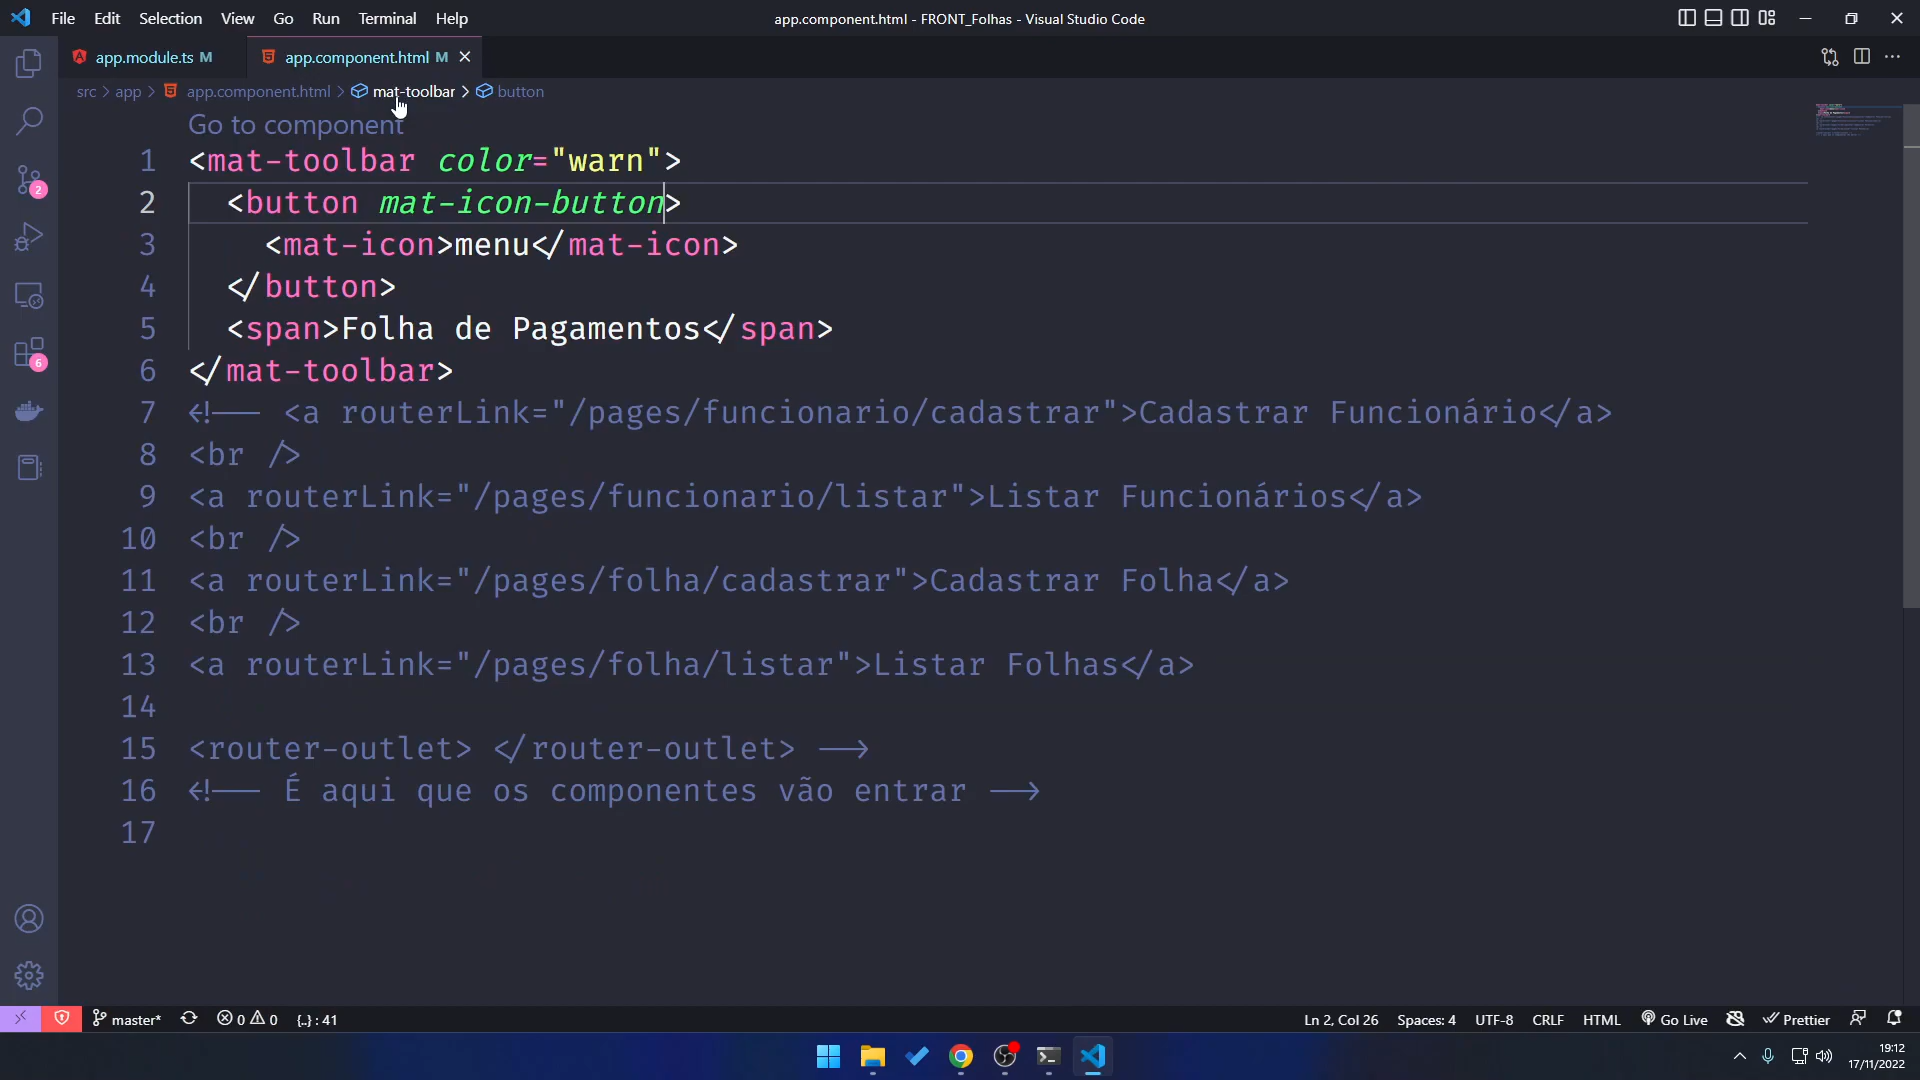 File Edit Selection View Go Run Terminal Help
app.component.html - FRONT_Folhas - Visual Studio Code
app.module.ts M
app.component.html M
src > app > app.component.html > mat-toolbar > button
Go to component
1 <mat-toolbar color="warn">
2 <button mat-icon-button>
3 <mat-icon>menu</mat-icon>
4 </button>
5 <span>Folha de Pagamentos</span>
6 </mat-toolbar>
7 <!-- <a routerLink="/pages/funcionario/cadastrar">Cadastrar Funcionário</a>
8 <br />
9 <a routerLink="/pages/funcionario/listar">Listar Funcionários</a>
10 <br />
11 <a routerLink="/pages/folha/cadastrar">Cadastrar Folha</a>
12 <br />
13 <a routerLink="/pages/folha/listar">Listar Folhas</a>
14
15 <router-outlet> </router-outlet> -->
16 <!-- É aqui que os componentes vão entrar -->
17
2
6
master* 0 0 {..} : 41
Ln 2, Col 26 Spaces: 4 UTF-8 CRLF HTML Go Live Prettier
19:12
17/11/2022